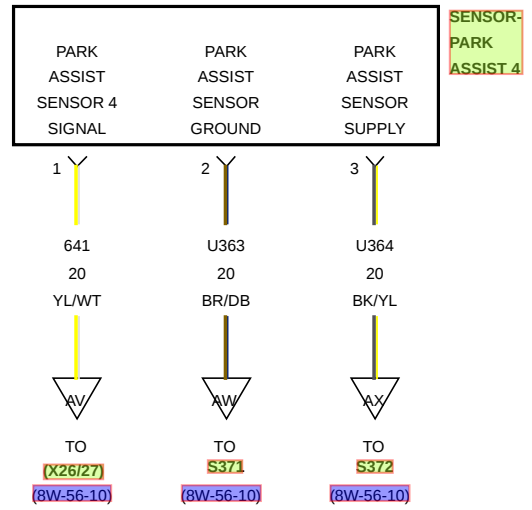 SENSOR-
PARK
ASSIST 4
PARK
ASSIST
SENSOR 4
SIGNAL
PARK
ASSIST
SENSOR
GROUND
PARK
ASSIST
SENSOR
SUPPLY
1
2
3
641
20
YL/WT
U363
20
BR/DB
U364
20
BK/YL
AV
AW
AX
TO
(X26/27)
(8W-56-10)
TO
S371
(8W-56-10)
TO
S372
(8W-56-10)